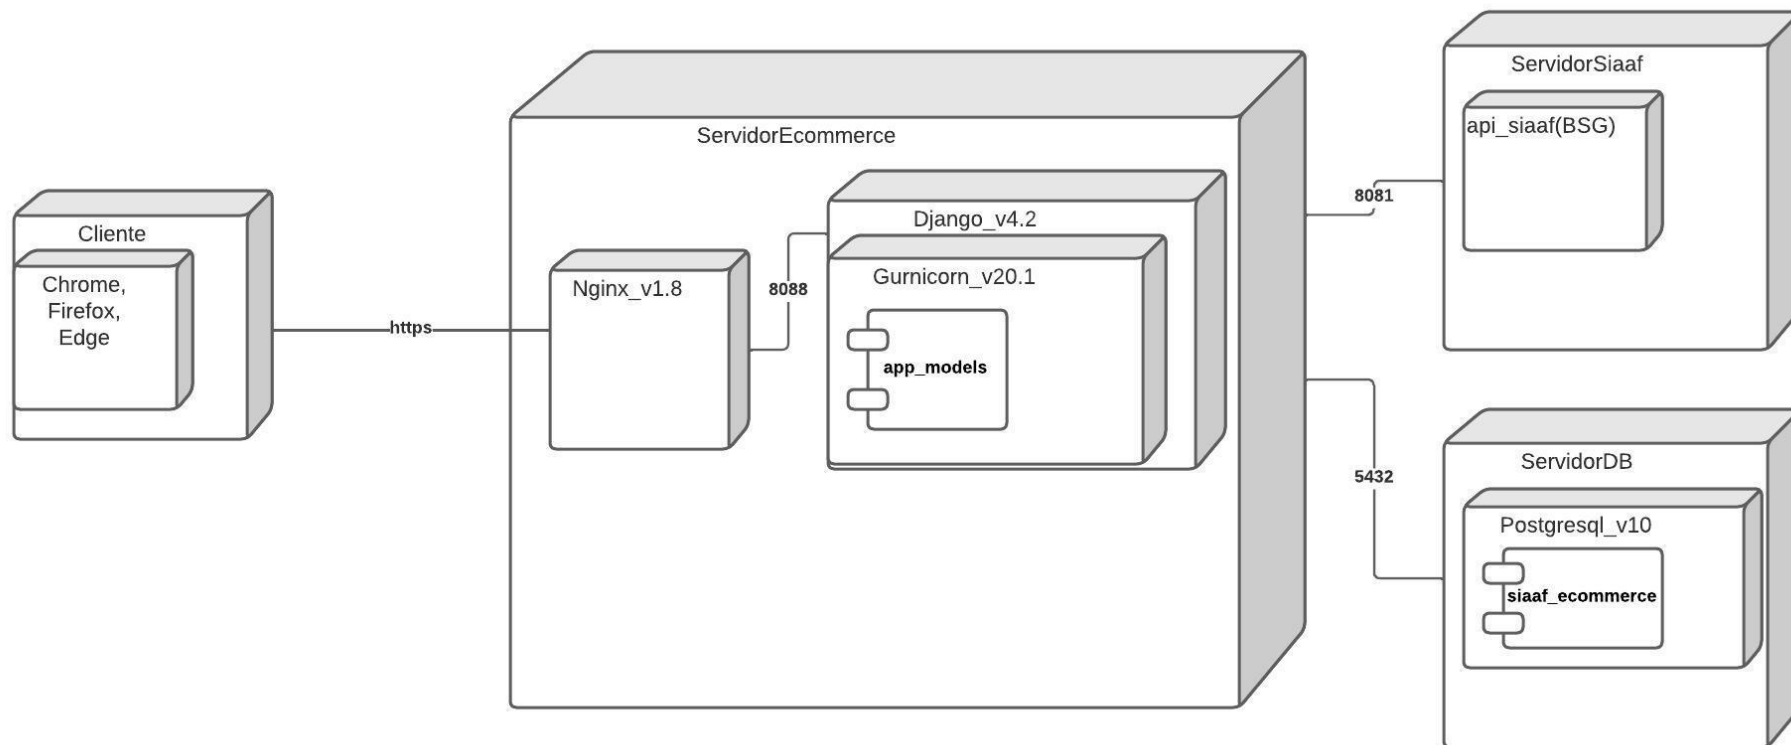 Cliente
Chrome,
Firefox,
Edge
https
ServidorEcommerce
Nginx_v1.8
8088
Django_v4.2
Gurnicorn_v20.1
app_models
8081
ServidorSiaaf
api_siaaf(BSG)
5432
ServidorDB
Postgresql_v10
siaaf_ecommerce